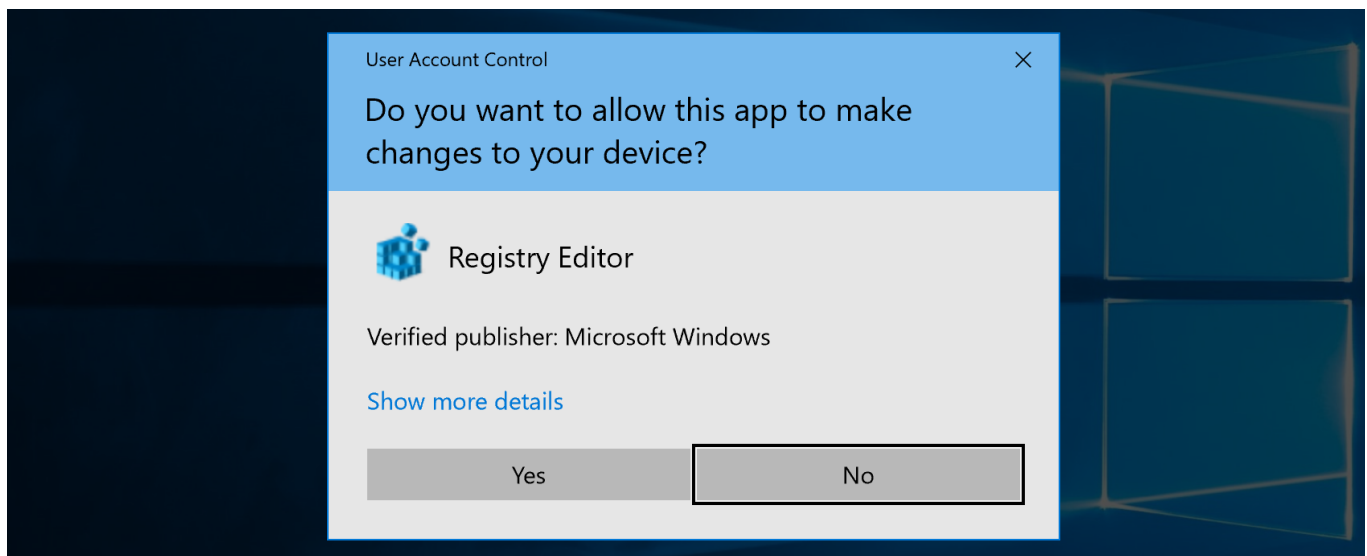 User Account Control
Do you want to allow this app to make
changes to your device?
Registry Editor
Verified publisher: Microsoft Windows
Show more details
Yes
No